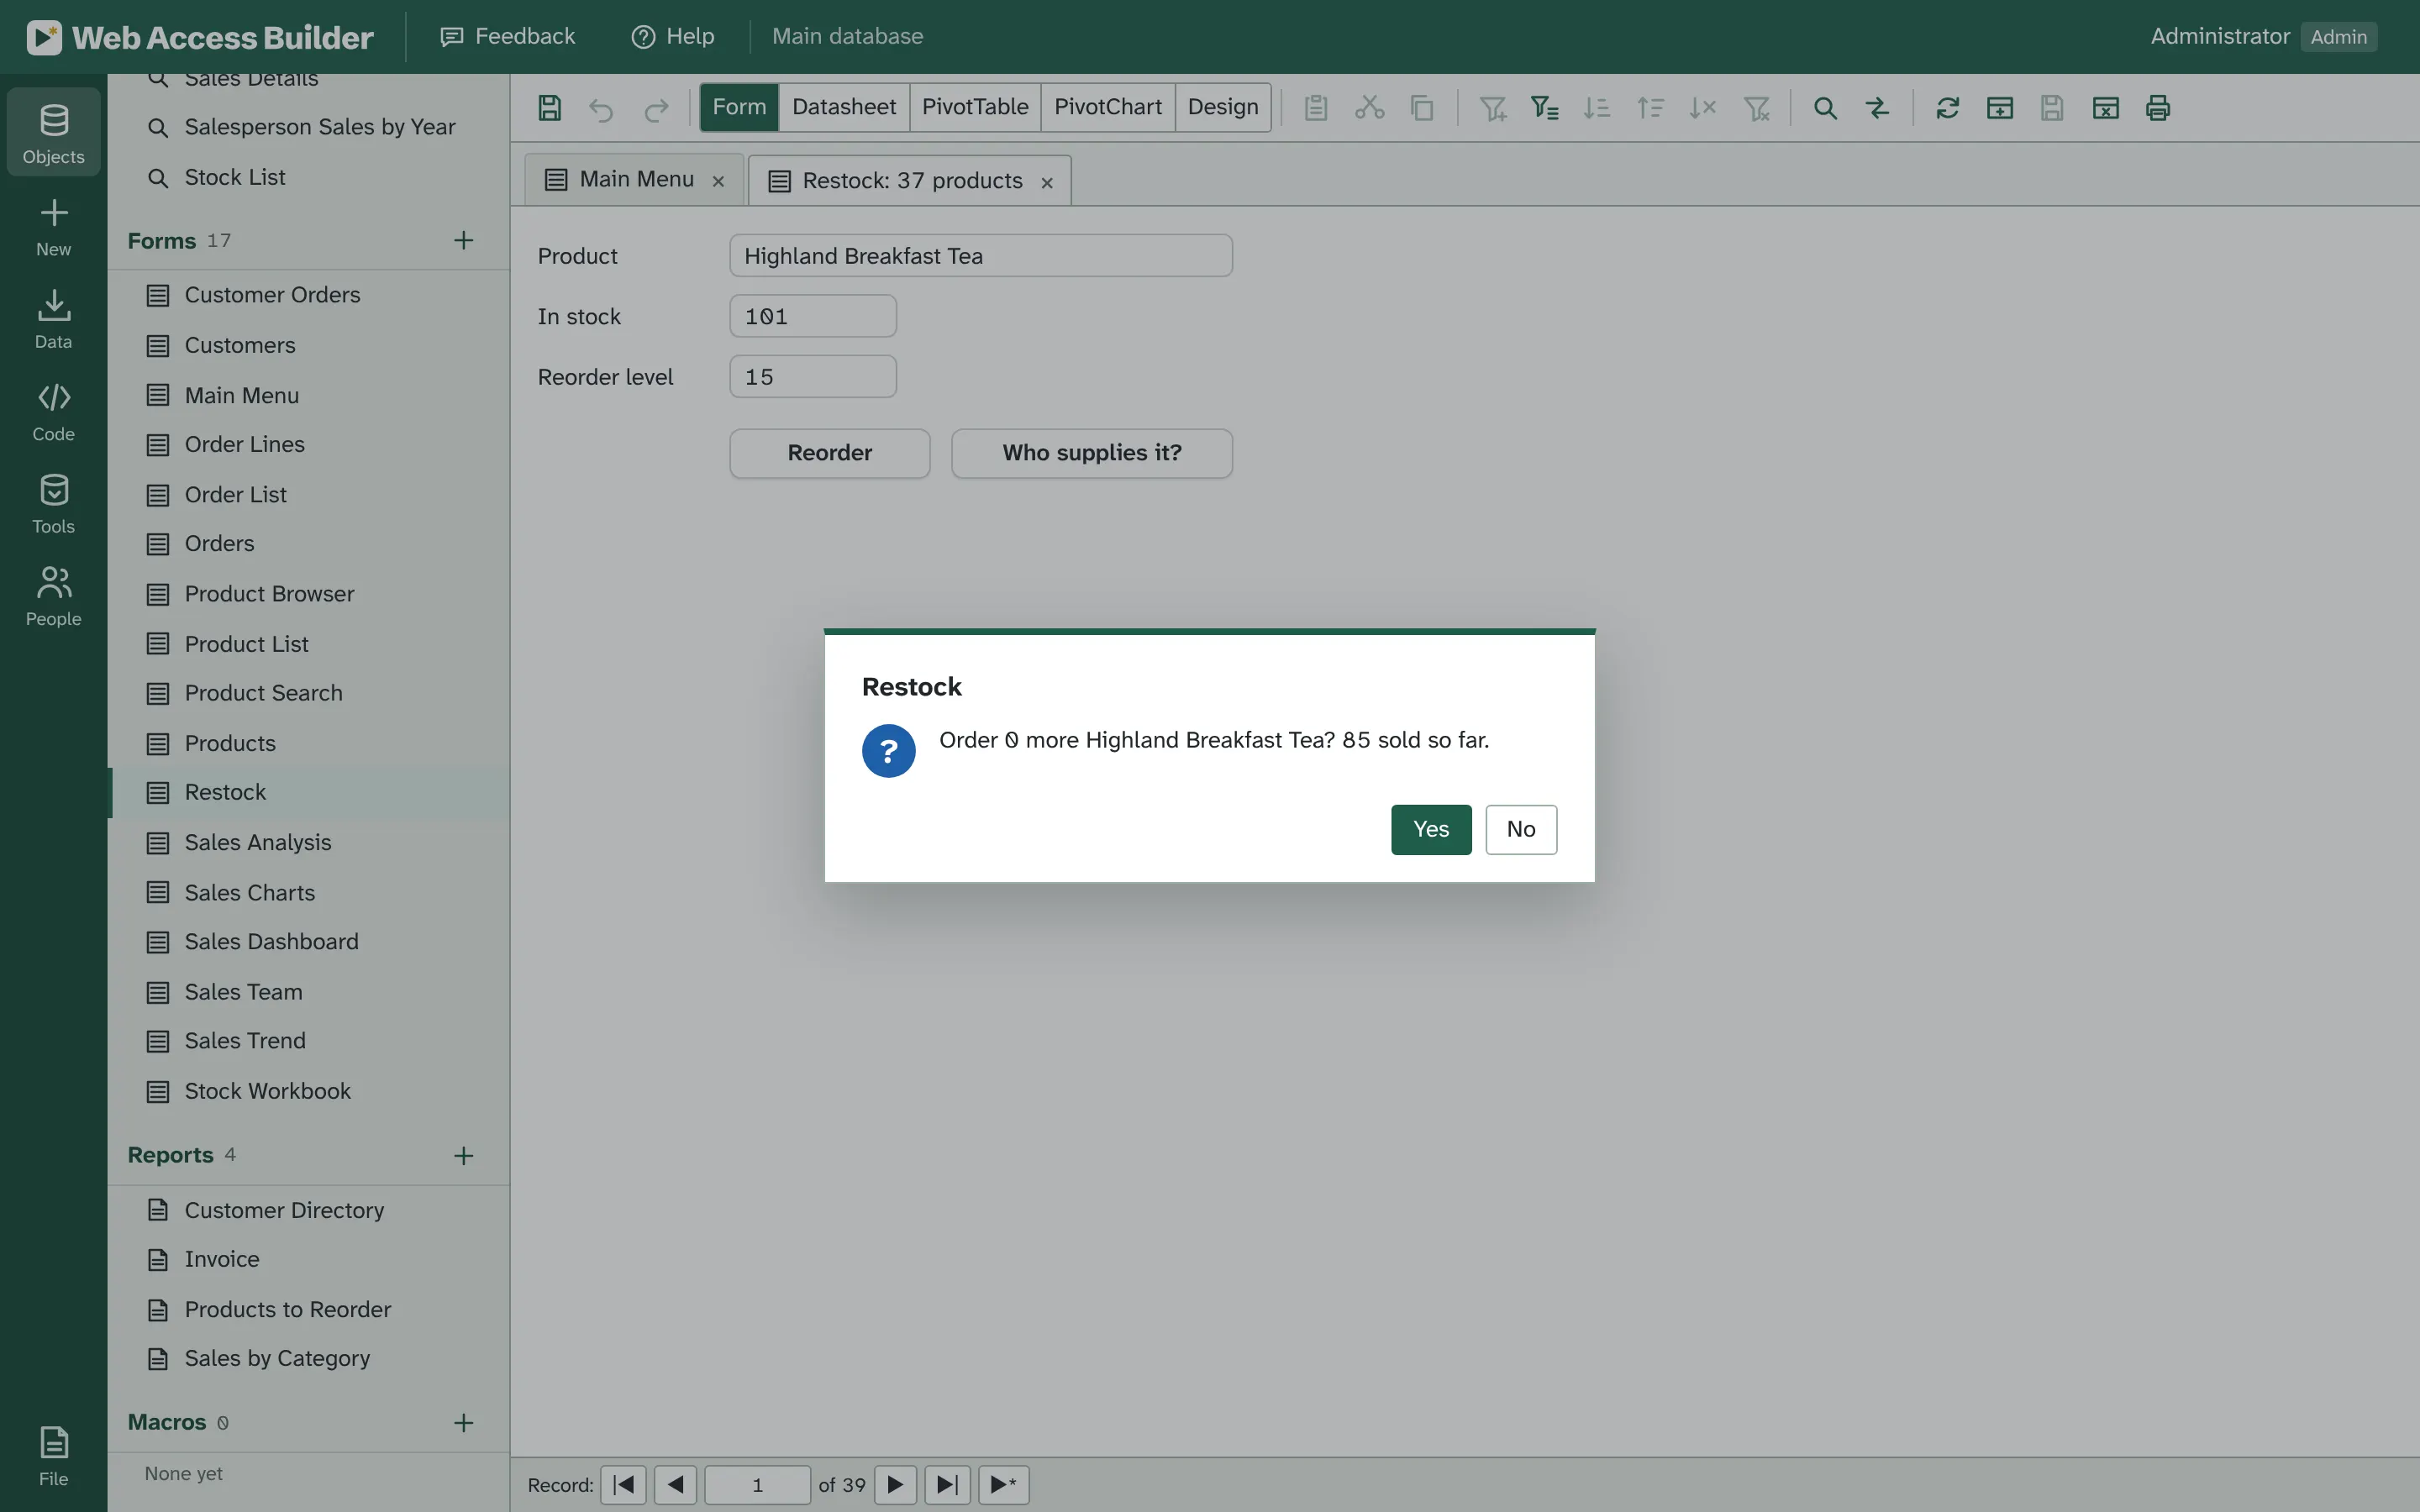 Web Access Builder
Feedback
Help
Main database
Administrator
Admin
Objects
New
Data
Code
Tools
People
File
Sales Details
Salesperson Sales by Year
Stock List
Forms 17
Customer Orders
Customers
Main Menu
Order Lines
Order List
Orders
Product Browser
Product List
Product Search
Products
Restock
Sales Analysis
Sales Charts
Sales Dashboard
Sales Team
Sales Trend
Stock Workbook
Reports 4
Customer Directory
Invoice
Products to Reorder
Sales by Category
Macros 0
None yet
Form
Datasheet
PivotTable
PivotChart
Design
Main Menu
Restock: 37 products
Product
Highland Breakfast Tea
In stock
101
Reorder level
15
Reorder
Who supplies it?
Restock
Order 0 more Highland Breakfast Tea? 85 sold so far.
Yes
No
Record: 1 of 39